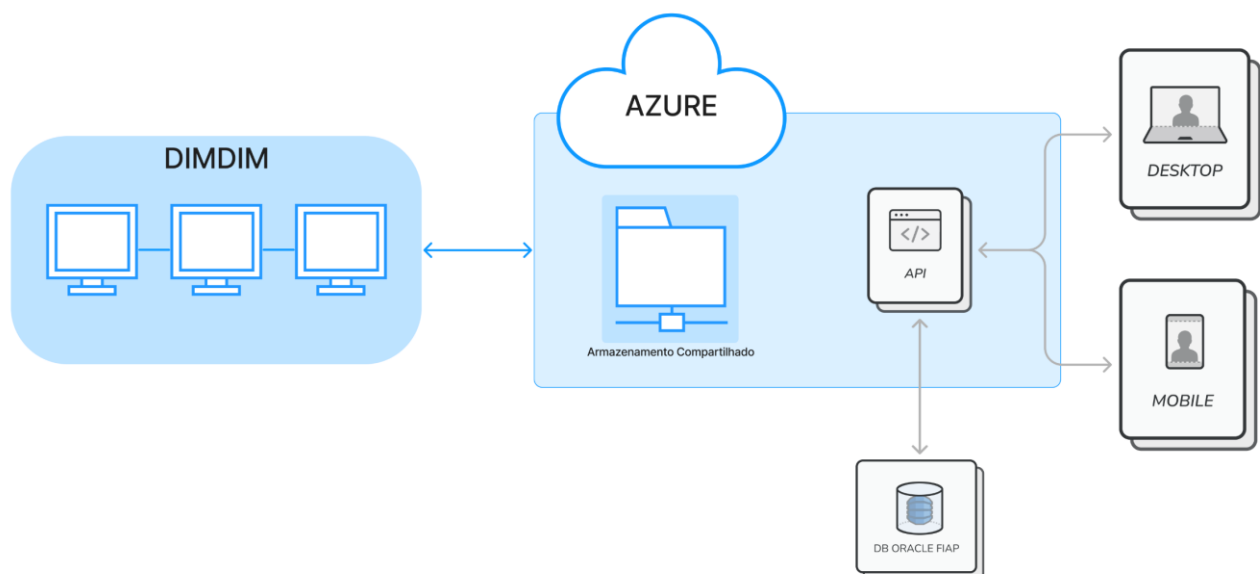 AZURE
DIMDIM
DESKTOP
</>
API
Armazenamento Compartilhado
MOBILE
DB ORACLE FIAP